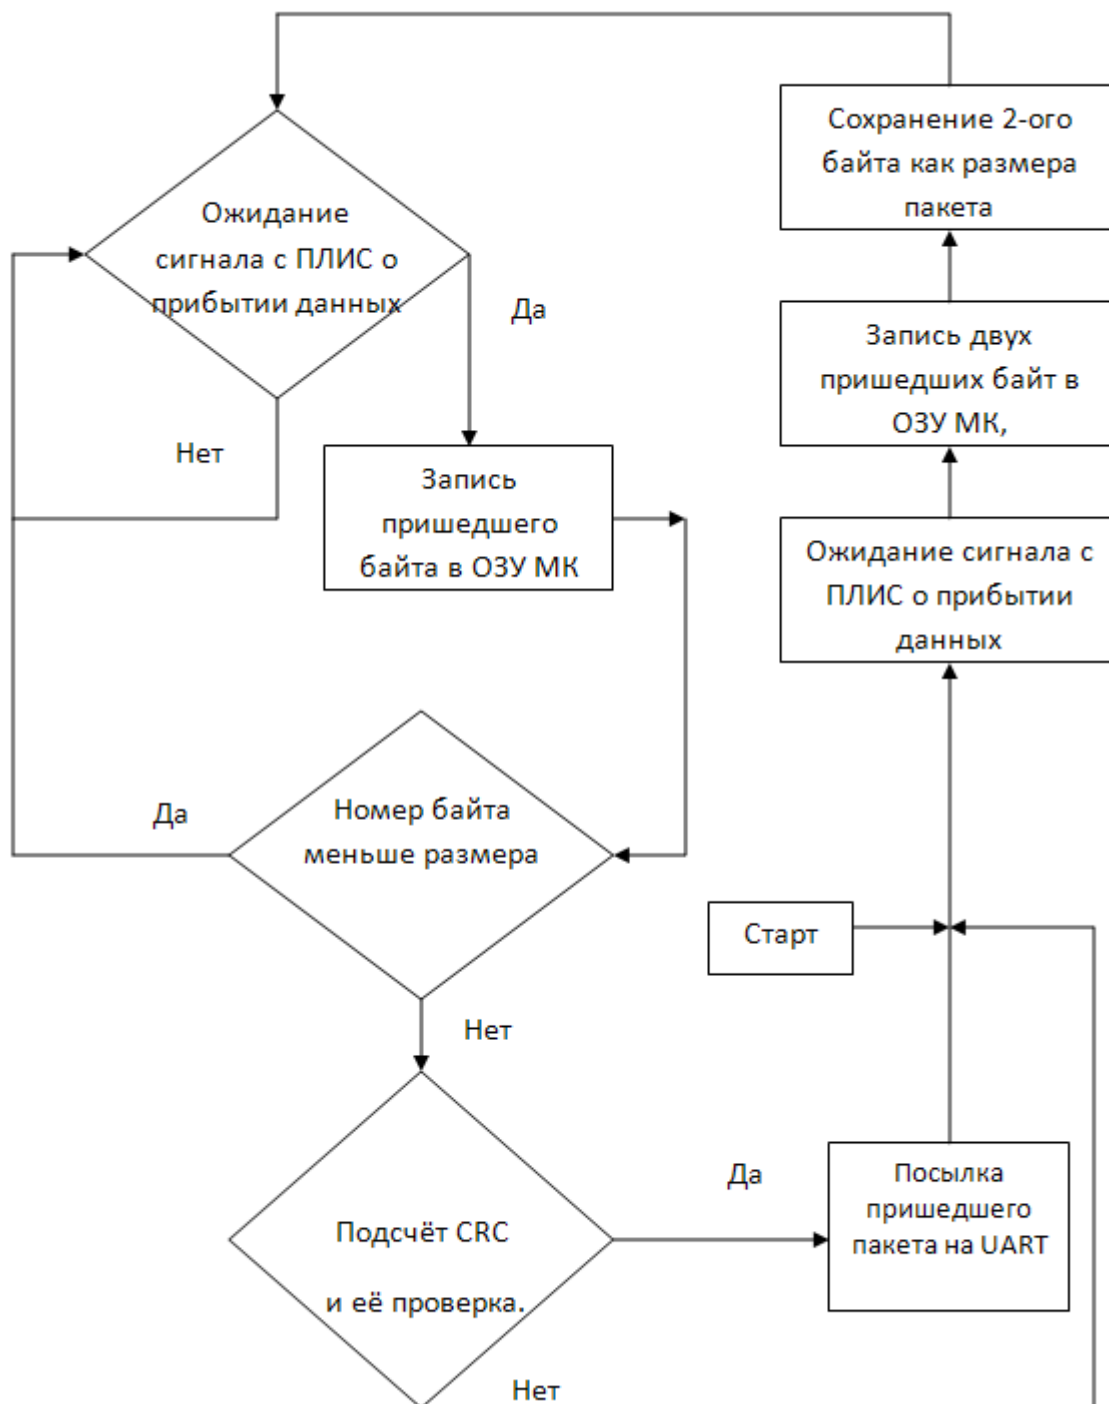 Сохранение 2-ого
байта как размера
пакета
Ожидание
сигнала с ПЛИС о
прибытии данных
Да
Запись двух
пришедших байт в
ОЗУ МК,
Нет
Запись
пришедшего
байта в ОЗУ МК
Ожидание сигнала с
ПЛИС о прибытии
данных
Да
Номер байта
меньше размера
Старт
Нет
Да
Посылка
пришедшего
пакета на UART
Подсчёт CRC
и её проверка.
Нет